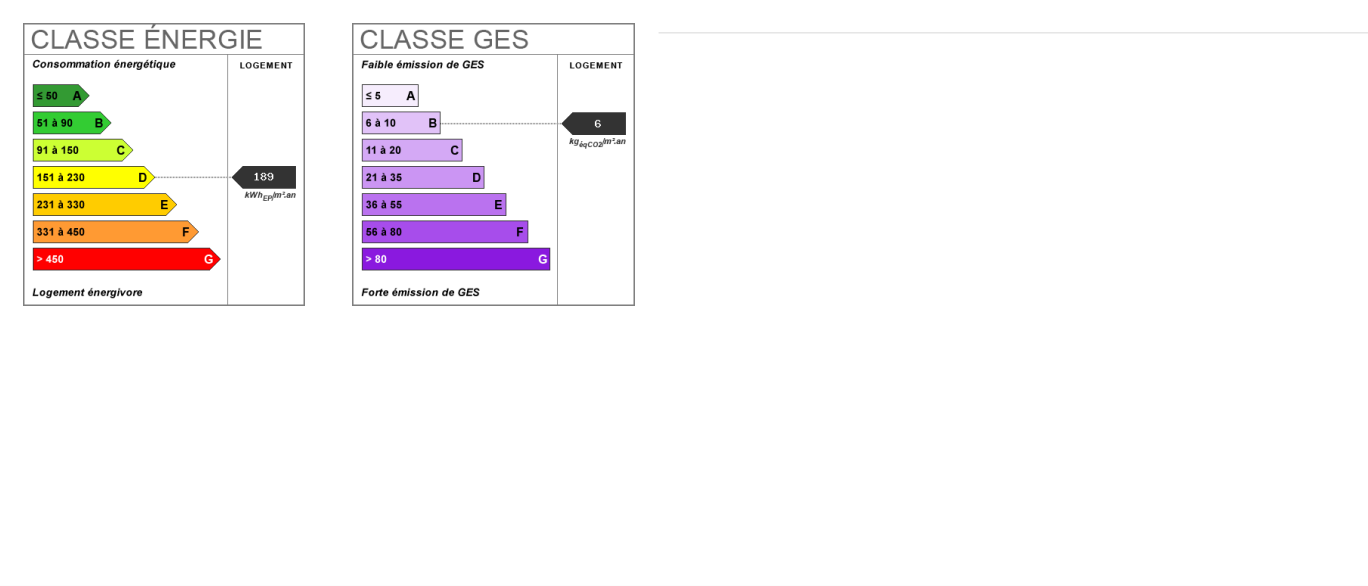 CLASSE ÉNERGIE
Consommation énergétique
LOGEMENT
≤ 50 A
51 à 90 B
91 à 150 C
151 à 230 D
189
kWhEP/m².an
231 à 330 E
331 à 450 F
> 450 G
Logement énergivore
CLASSE GES
Faible émission de GES
LOGEMENT
≤ 5 A
6 à 10 B
6
kgéqCO2/m².an
11 à 20 C
21 à 35 D
36 à 55 E
56 à 80 F
> 80 G
Forte émission de GES